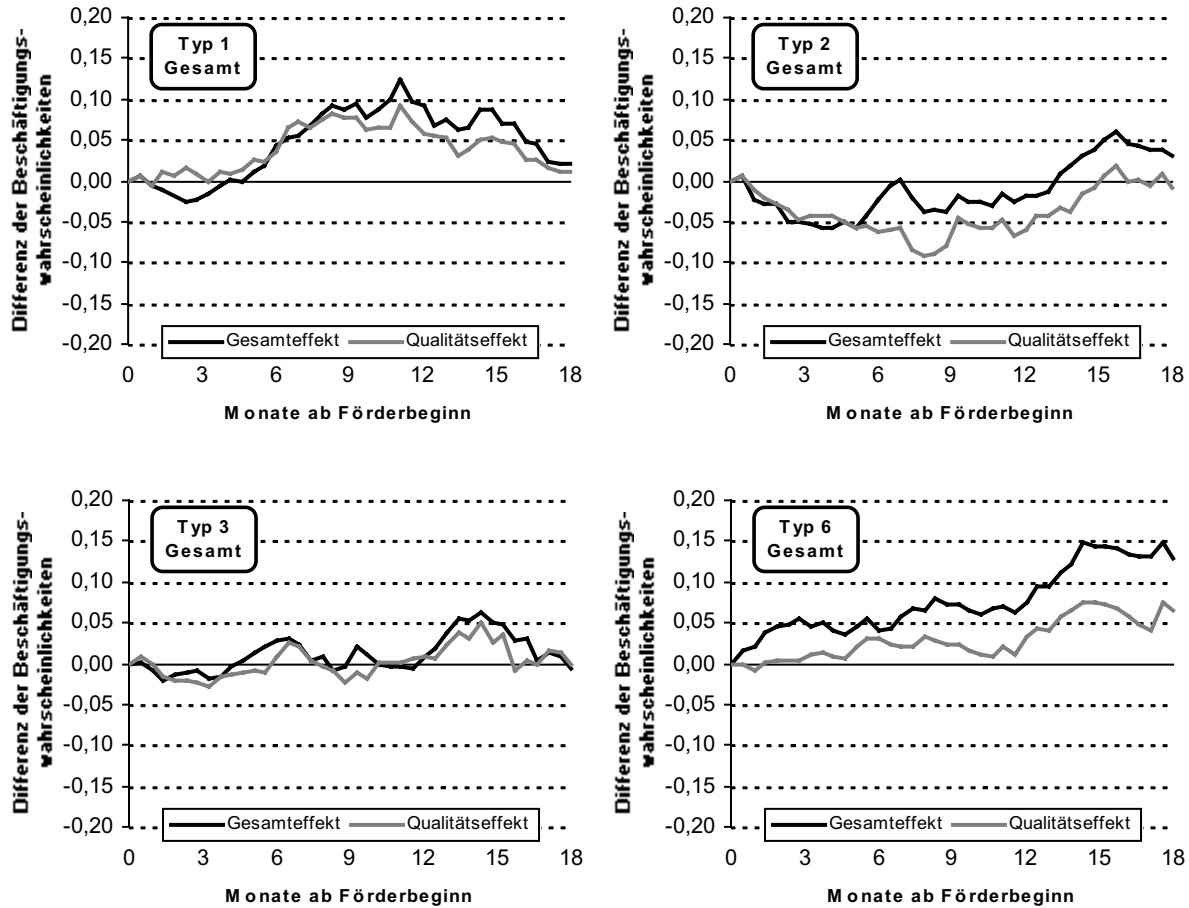 Differenz der Beschäftigungs-
wahrscheinlichkeiten
0,20
0,15
0,10
0,05
0,00
-0,05
-0,10
-0,15
-0,20
Typ 1
Gesamt
Gesamteffekt Qualitätseffekt
0 3 6 9 12 15 18
Monate ab Förderbeginn
Differenz der Beschäftigungs-
wahrscheinlichkeiten
0,20
0,15
0,10
0,05
0,00
-0,05
-0,10
-0,15
-0,20
Typ 2
Gesamt
Gesamteffekt Qualitätseffekt
0 3 6 9 12 15 18
Monate ab Förderbeginn
Differenz der Beschäftigungs-
wahrscheinlichkeiten
0,20
0,15
0,10
0,05
0,00
-0,05
-0,10
-0,15
-0,20
Typ 3
Gesamt
Gesamteffekt Qualitätseffekt
0 3 6 9 12 15 18
Monate ab Förderbeginn
Differenz der Beschäftigungs-
wahrscheinlichkeiten
0,20
0,15
0,10
0,05
0,00
-0,05
-0,10
-0,15
-0,20
Typ 6
Gesamt
Gesamteffekt Qualitätseffekt
0 3 6 9 12 15 18
Monate ab Förderbeginn